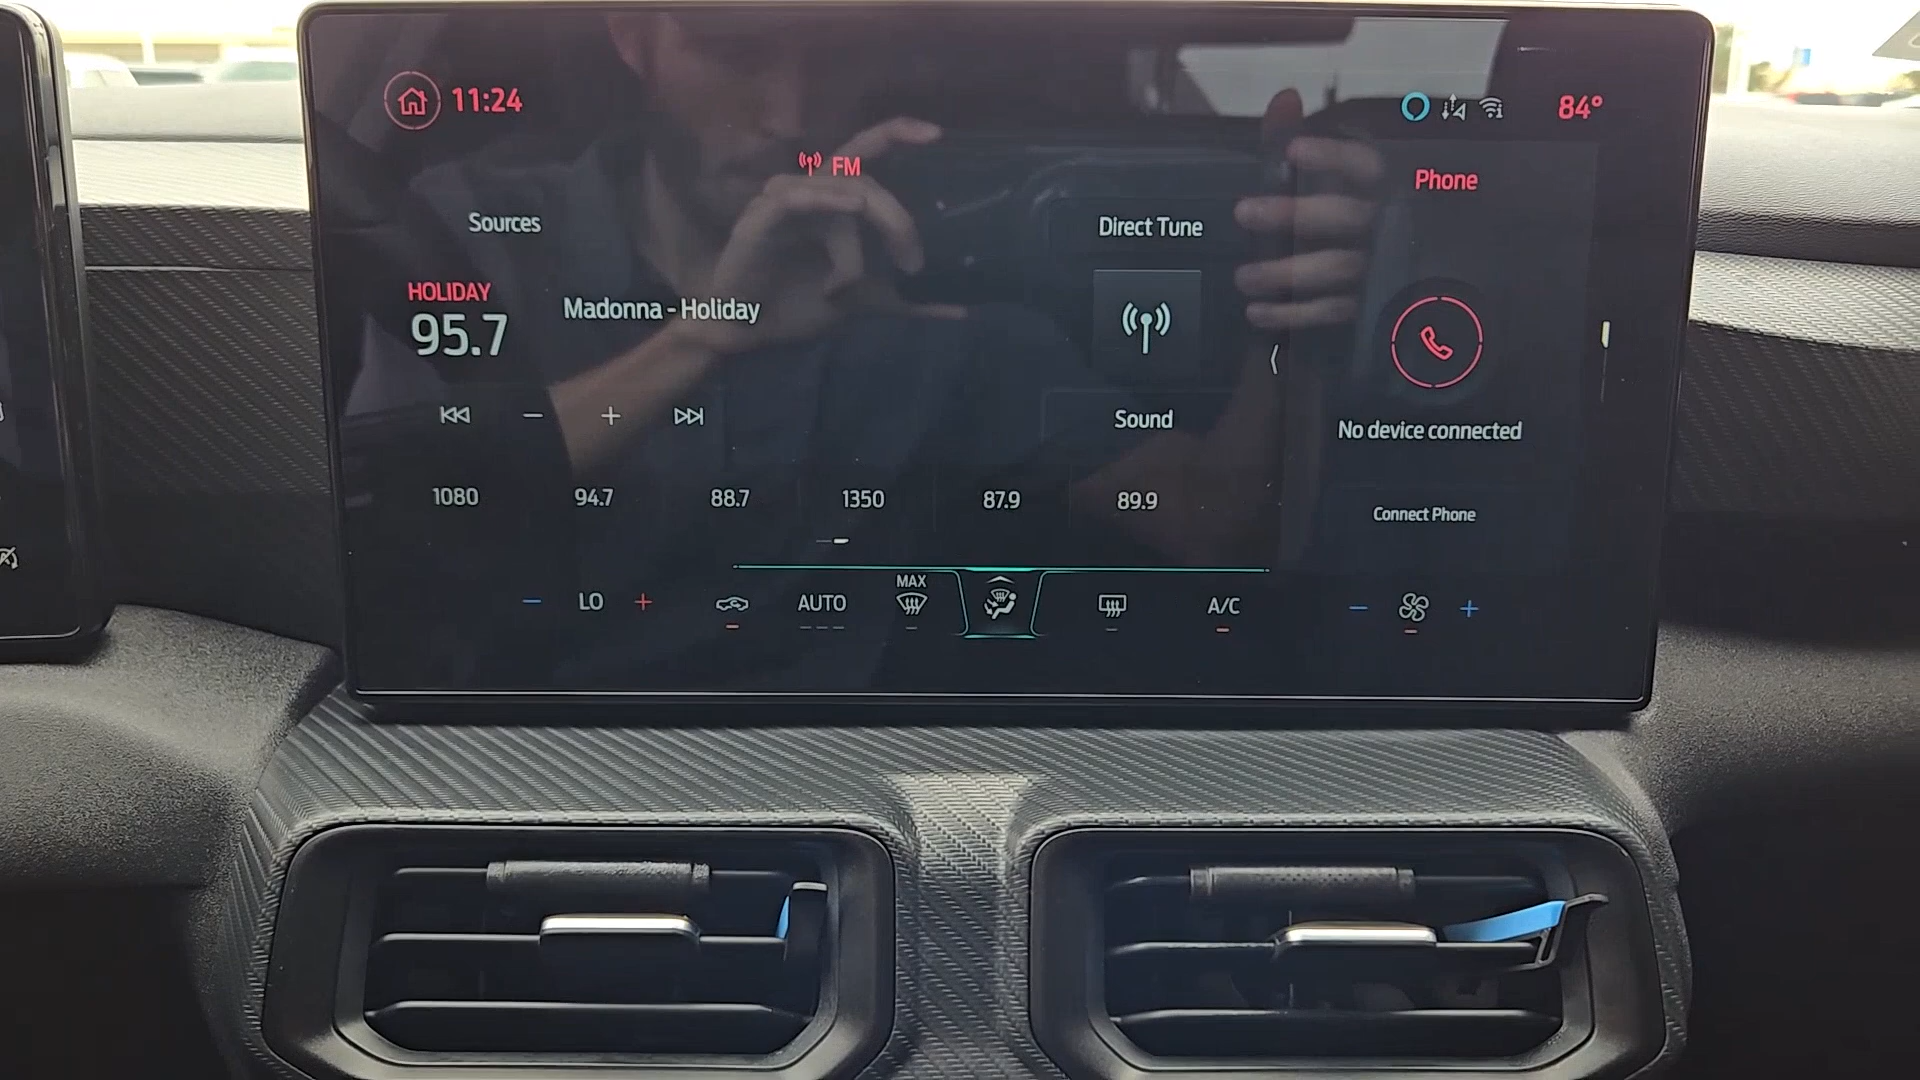 11:24
84°
FM
Phone
Sources
Direct Tune
HOLIDAY
95.7
Madonna - Holiday
Sound
No device connected
1080
94.7
88.7
1350
87.9
89.9
Connect Phone
LO
AUTO
MAX
A/C